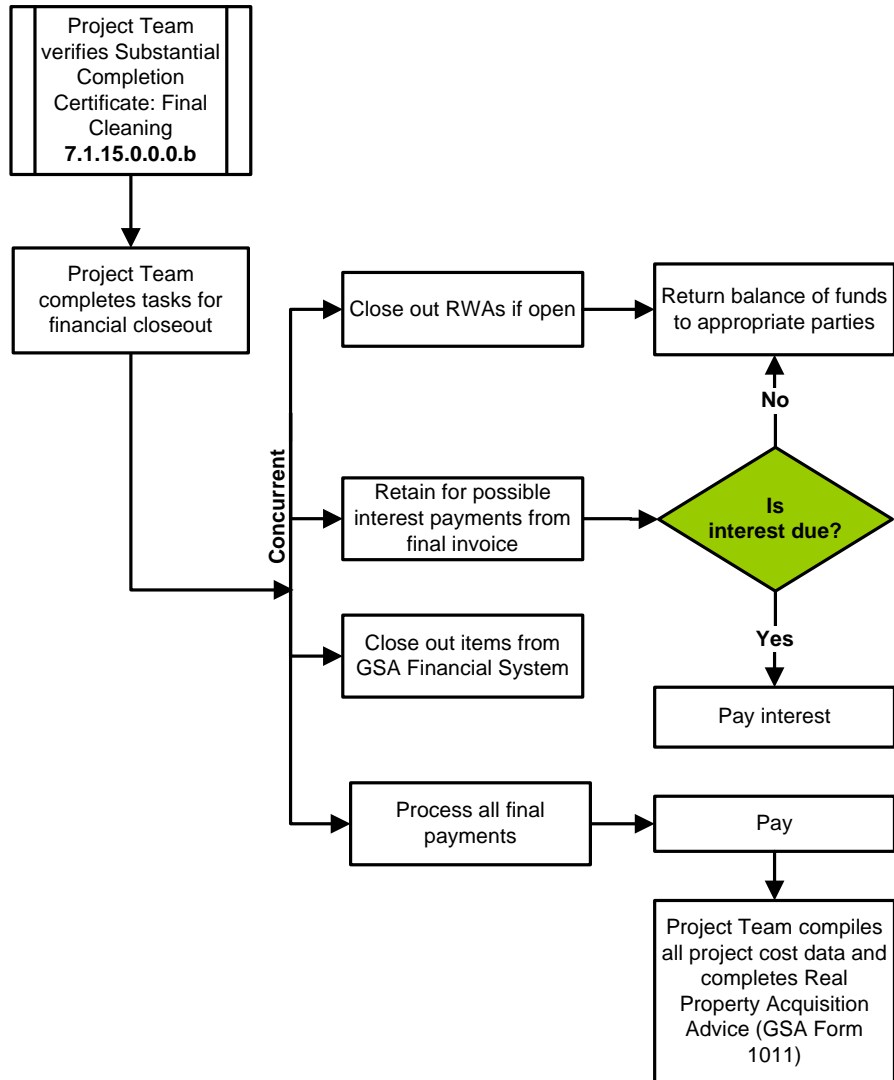 Project Team
verifies Substantial
Completion
Certificate: Final
Cleaning
7.1.15.0.0.0.b
Project Team
completes tasks for
financial closeout
Concurrent
Close out RWAs if open
Return balance of funds
to appropriate parties
No
Retain for possible
interest payments from
final invoice
Is
interest due?
Yes
Close out items from
GSA Financial System
Pay interest
Process all final
payments
Pay
Project Team compiles
all project cost data and
completes Real
Property Acquisition
Advice (GSA Form
1011)